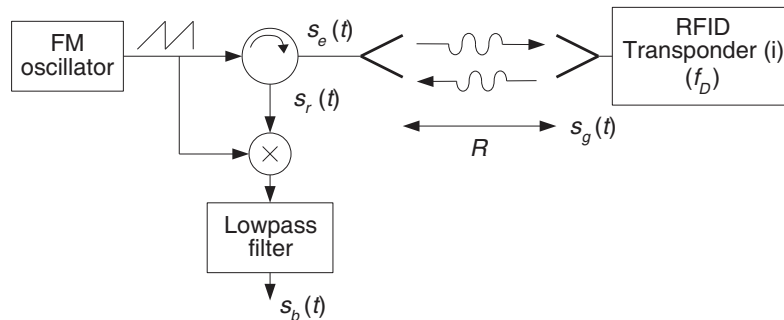 FM
oscillator
s_e (t)
s_r (t)
×
Lowpass
filter
s_b(t)
R
s_g (t)
RFID
Transponder (i)
(f_D)